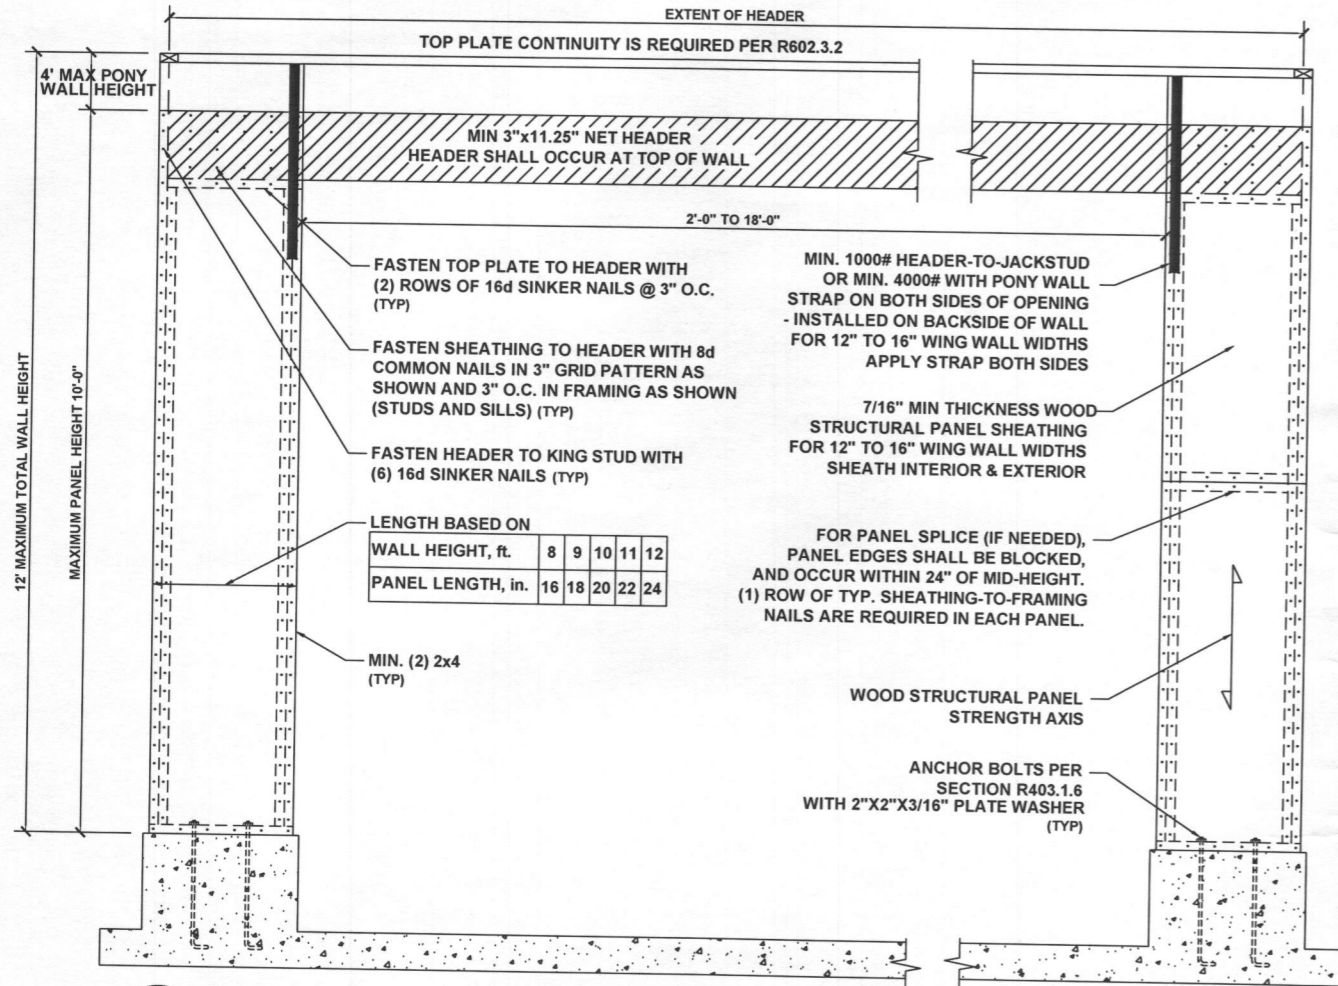 EXTENT OF HEADER
TOP PLATE CONTINUITY IS REQUIRED PER R602.3.2
4' MAX PONY
WALL HEIGHT
MIN 3"x11.25" NET HEADER
HEADER SHALL OCCUR AT TOP OF WALL
2'-0" TO 18'-0"
12' MAXIMUM TOTAL WALL HEIGHT
MAXIMUM PANEL HEIGHT 10'-0"
FASTEN TOP PLATE TO HEADER WITH
(2) ROWS OF 16d SINKER NAILS @ 3" O.C.
(TYP)
FASTEN SHEATHING TO HEADER WITH 8d
COMMON NAILS IN 3" GRID PATTERN AS
SHOWN AND 3" O.C. IN FRAMING AS SHOWN
(STUDS AND SILLS) (TYP)
FASTEN HEADER TO KING STUD WITH
(6) 16d SINKER NAILS (TYP)
LENGTH BASED ON
WALL HEIGHT, ft. 8 9 10 11 12
PANEL LENGTH, in. 16 18 20 22 24
MIN. (2) 2x4
(TYP)
MIN. 1000# HEADER-TO-JACKSTUD
OR MIN. 4000# WITH PONY WALL
STRAP ON BOTH SIDES OF OPENING
- INSTALLED ON BACKSIDE OF WALL
FOR 12" TO 16" WING WALL WIDTHS
APPLY STRAP BOTH SIDES
7/16" MIN THICKNESS WOOD
STRUCTURAL PANEL SHEATHING
FOR 12" TO 16" WING WALL WIDTHS
SHEATH INTERIOR & EXTERIOR
FOR PANEL SPLICE (IF NEEDED),
PANEL EDGES SHALL BE BLOCKED,
AND OCCUR WITHIN 24" OF MID-HEIGHT.
(1) ROW OF TYP. SHEATHING-TO-FRAMING
NAILS ARE REQUIRED IN EACH PANEL.
WOOD STRUCTURAL PANEL
STRENGTH AXIS
ANCHOR BOLTS PER
SECTION R403.1.6
WITH 2"X2"X3/16" PLATE WASHER
(TYP)